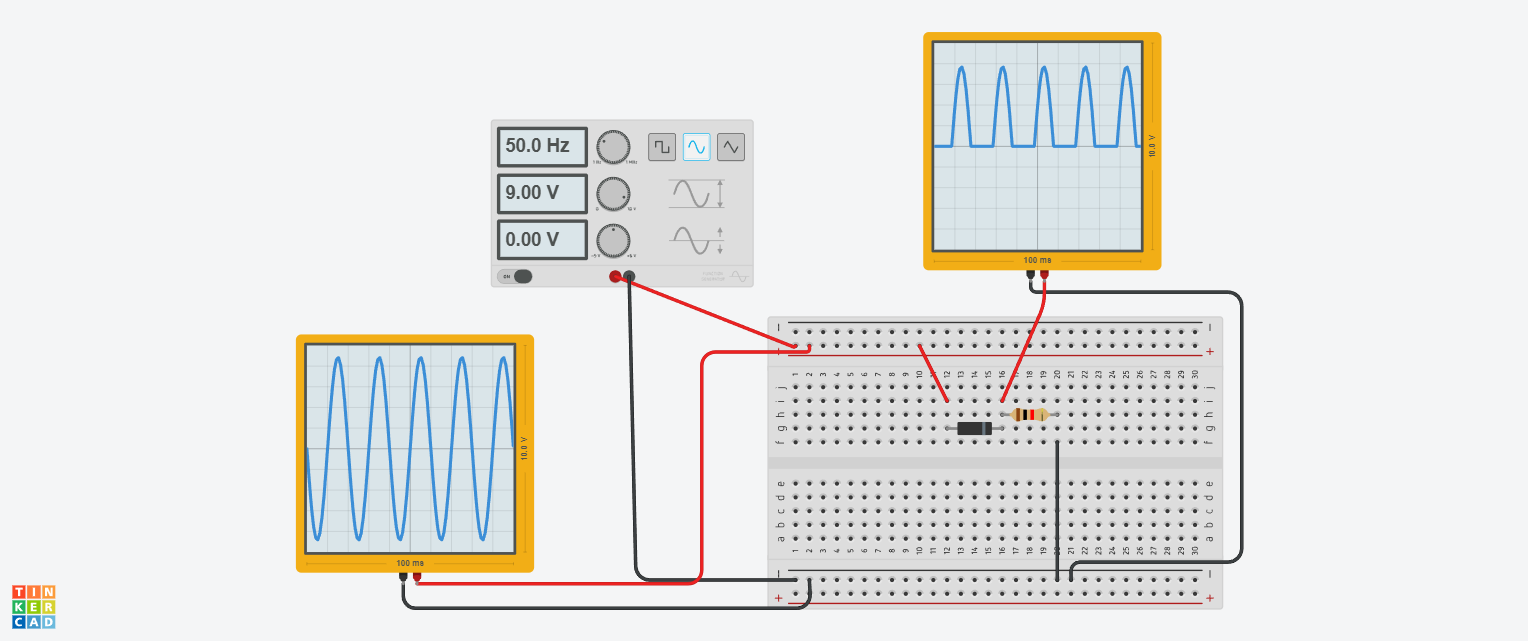 50.0 Hz
9.00 V
0.00 V
ON
10.0 V
100 ms
10.0 V
100 ms
1 2 3 4 5 6 7 8 9 10 11 12 13 14 15 16 17 18 19 20 21 22 23 24 25 26 27 28 29 30
j j
i i
h h
g g
f f
e e
d d
c c
b b
a a
1 2 3 4 5 6 7 8 9 10 11 12 13 14 15 16 17 18 19 20 21 22 23 24 25 26 27 28 29 30
TIN
KER
CAD